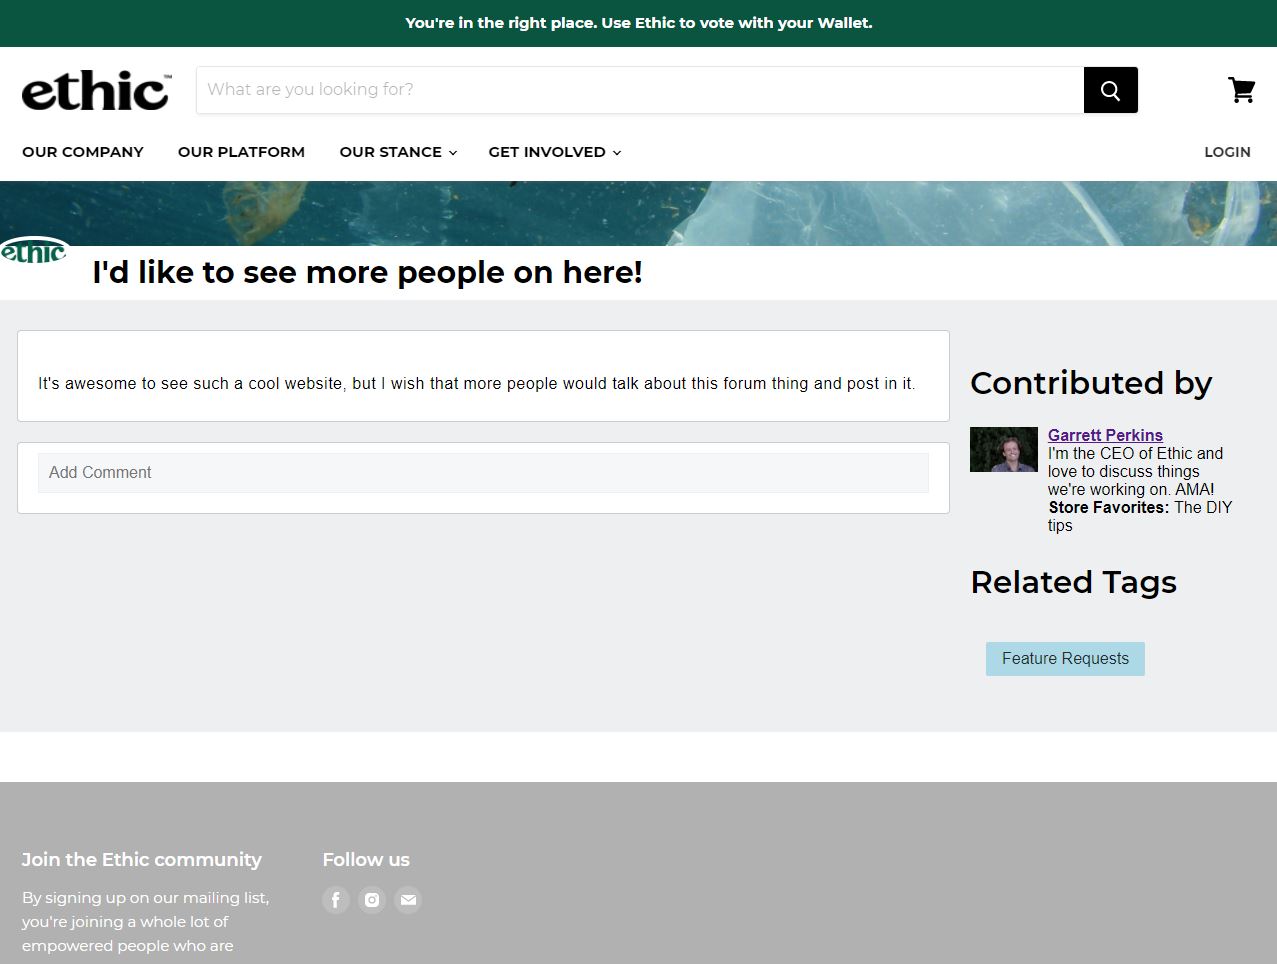 You're in the right place. Use Ethic to vote with your Wallet.
ethic™
What are you looking for?
OUR COMPANY OUR PLATFORM OUR STANCE GET INVOLVED LOGIN
ethic
I'd like to see more people on here!
It's awesome to see such a cool website, but I wish that more people would talk about this forum thing and post in it.
Add Comment
Contributed by
Garrett Perkins
I'm the CEO of Ethic and
love to discuss things
we're working on. AMA!
Store Favorites: The DIY
tips
Related Tags
Feature Requests
Join the Ethic community
By signing up on our mailing list,
you're joining a whole lot of
empowered people who are
Follow us